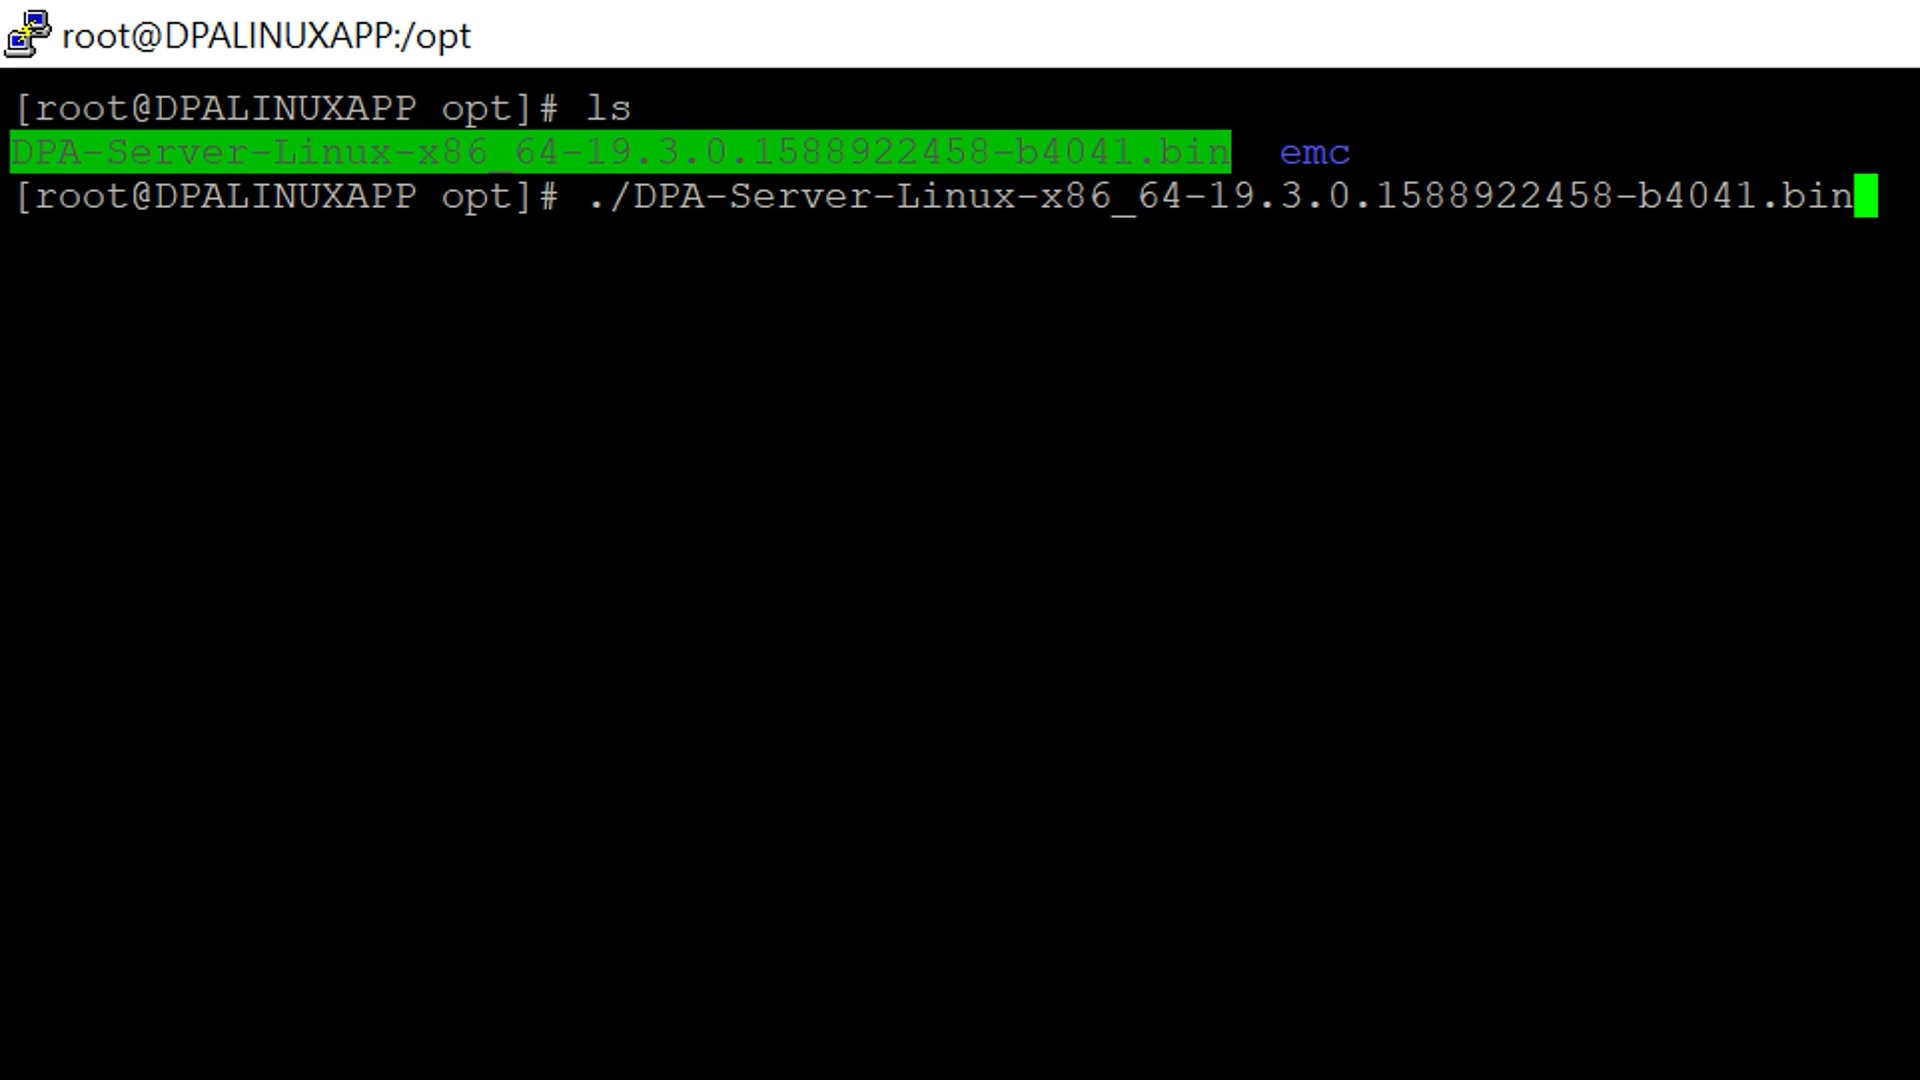 root@DPALINUXAPP:/opt
[root@DPALINUXAPP opt]# ls
DPA-Server-Linux-x86_64-19.3.0.1588922458-b4041.bin  emc
[root@DPALINUXAPP opt]# ./DPA-Server-Linux-x86_64-19.3.0.1588922458-b4041.bin